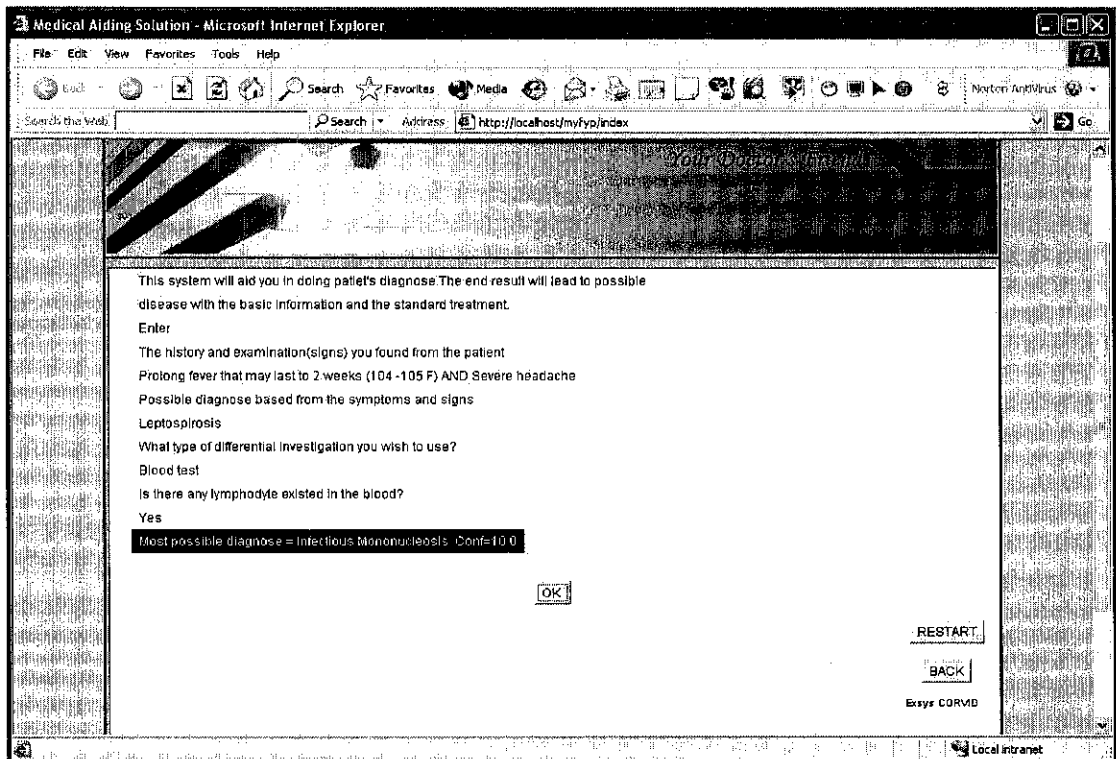 Medical Aiding Solution - Microsoft Internet Explorer
File Edit View Favorites Tools Help
Back Search Favorites Media Norton AntiVirus
Search the Web Search Address http://localhost/myfyp/index Go
Your Doctor's Friend
This system will aid you in doing patiet's diagnose.The end result will lead to possible
disease with the basic information and the standard treatment.
Enter
The history and examination(signs) you found from the patient
Prolong fever that may last to 2 weeks (104 -105 F) AND Severe headache
Possible diagnose based from the symptoms and signs
Leptospirosis
What type of differential investigation you wish to use?
Blood test
Is there any lymphodyte existed in the blood?
Yes
Most possible diagnose = Infectious Mononucleosis Conf=10.0
OK
RESTART
BACK
Exsys CORVID
Local intranet